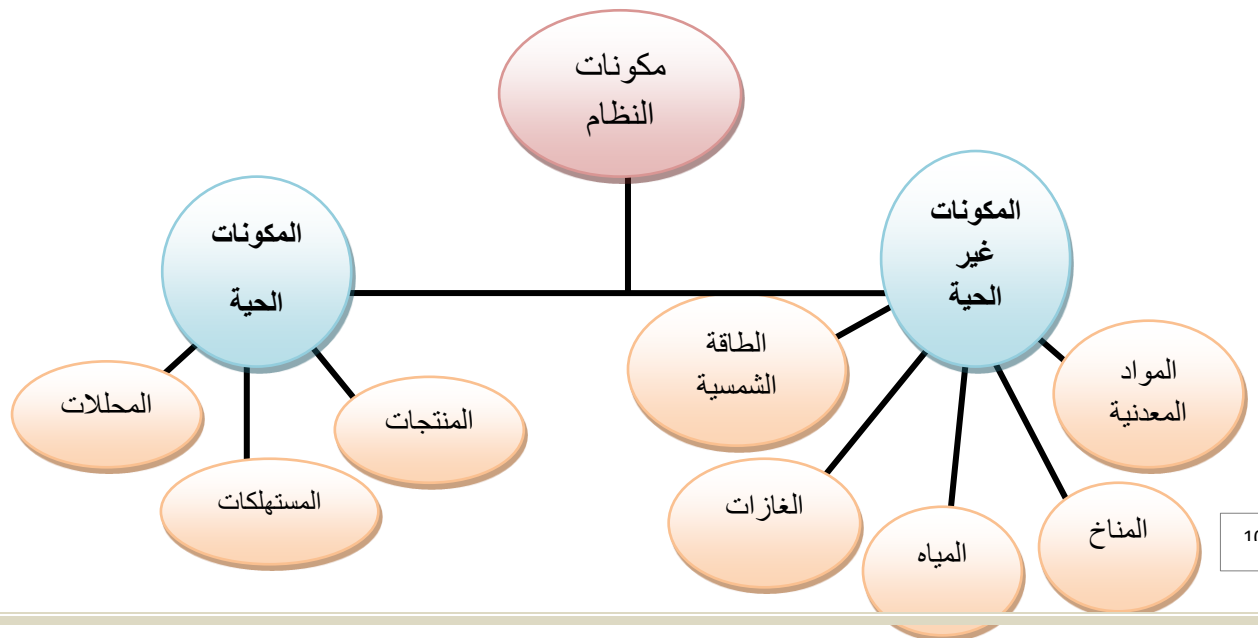 مكونات
النظام
المكونات
غير
الحية
المكونات
الحية
المواد
المعدنية
الطاقة
الشمسية
المناخ
المياه
الغازات
المنتجات
المستهلكات
المحللات